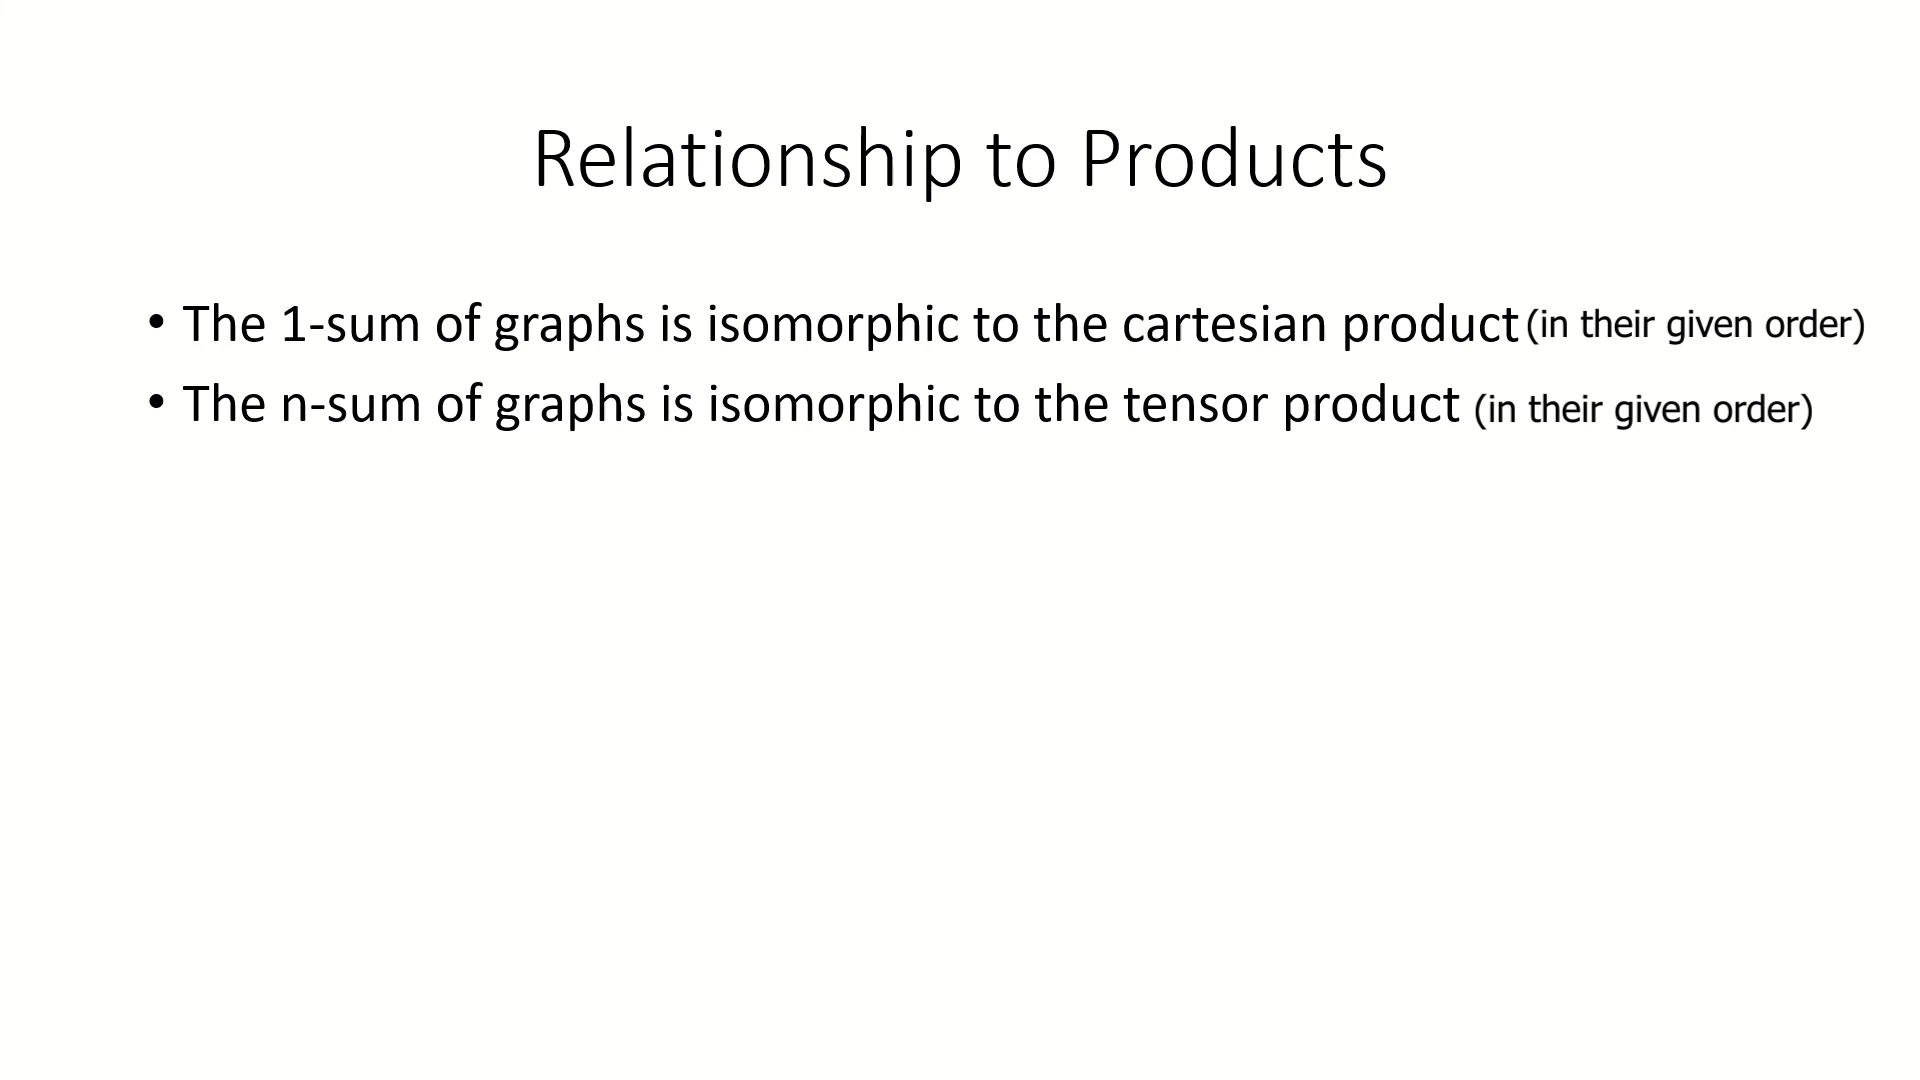 Relationship to Products
• The 1-sum of graphs is isomorphic to the cartesian product (in their given order)
• The n-sum of graphs is isomorphic to the tensor product (in their given order)